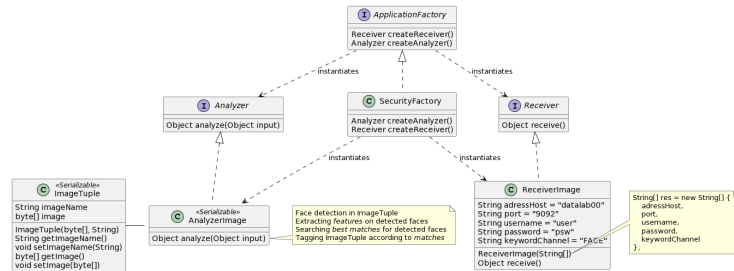 I ApplicationFactory
Receiver createReceiver()
Analyzer createAnalyzer()
instantiates
instantiates
I Analyzer
Object analyze(Object input)
C SecurityFactory
Analyzer createAnalyzer()
Receiver createReceiver()
I Receiver
Object receive()
instantiates
instantiates
C «Serializable»
ImageTuple
String imageName
byte[] image
ImageTuple(byte[], String)
String getImageName()
void setImageName(String)
byte[] getImage()
void setImage(byte[])
C «Serializable»
AnalyzerImage
Object analyze(Object input)
Face detection in ImageTuple
Extracting features on detected faces
Searching best matches for detected faces
Tagging ImageTuple according to matches
C ReceiverImage
String adressHost = "datalab00"
String port = "9092"
String username = "user"
String password = "psw"
String keywordChannel = "FACE"
ReceiverImage(String[])
Object receive()
String[] res = new String[] {
adressHost,
port,
username,
password,
keywordChannel
};